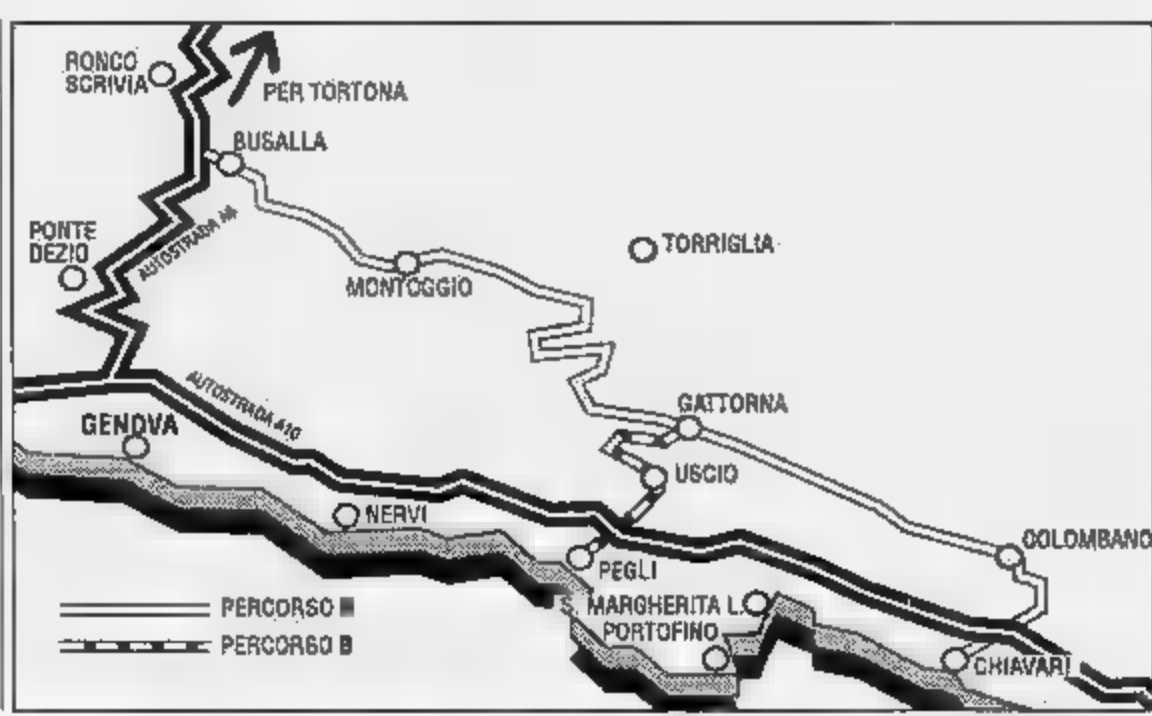 RONCO
SCRIVIA
PER TORTONA
BUSALLA
PONTE
DEZIO
AUTOSTRADA
TORRIGLIA
MONTOGGIO
AUTOSTRADA A10
GATTORNA
GENOVA
USCIO
NERVI
COLOMBANO
PEGLI
S. MARGHERITA L.
PORTOFINO
PERCORSO
PERCORSO B
CHIAVARI